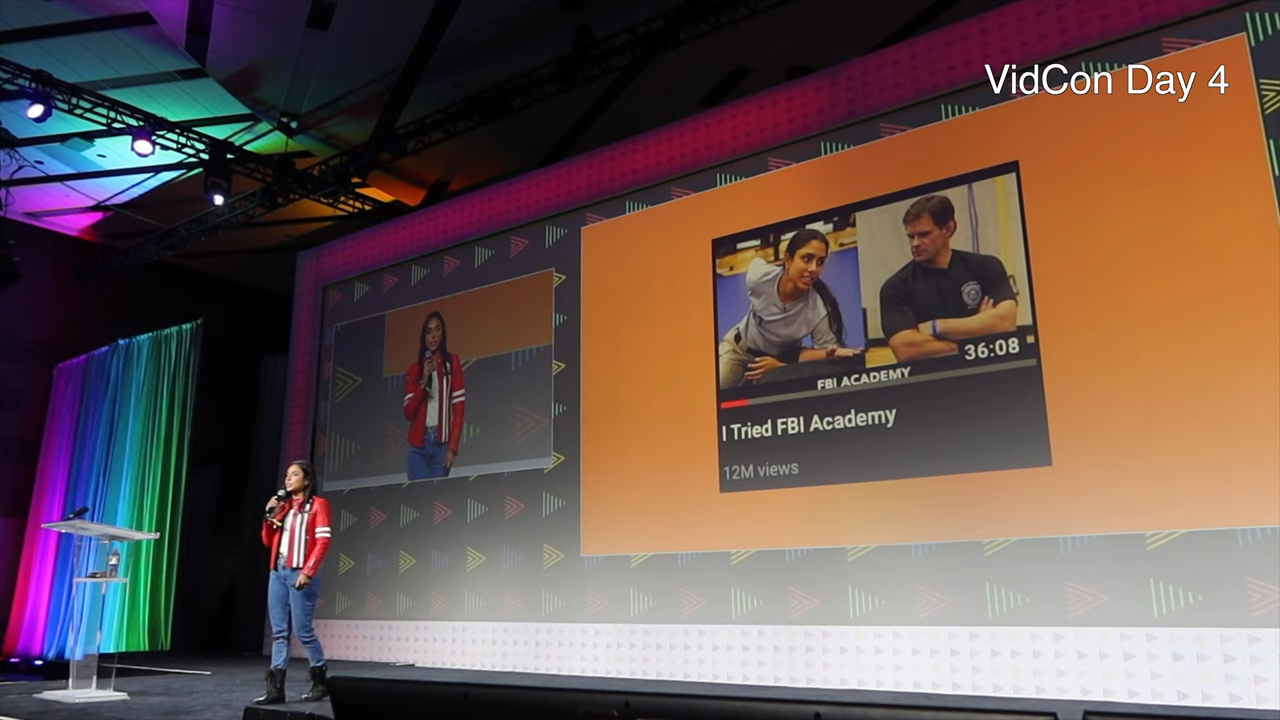 VidCon Day 4
36:08
FBI ACADEMY
I Tried FBI Academy
12M views